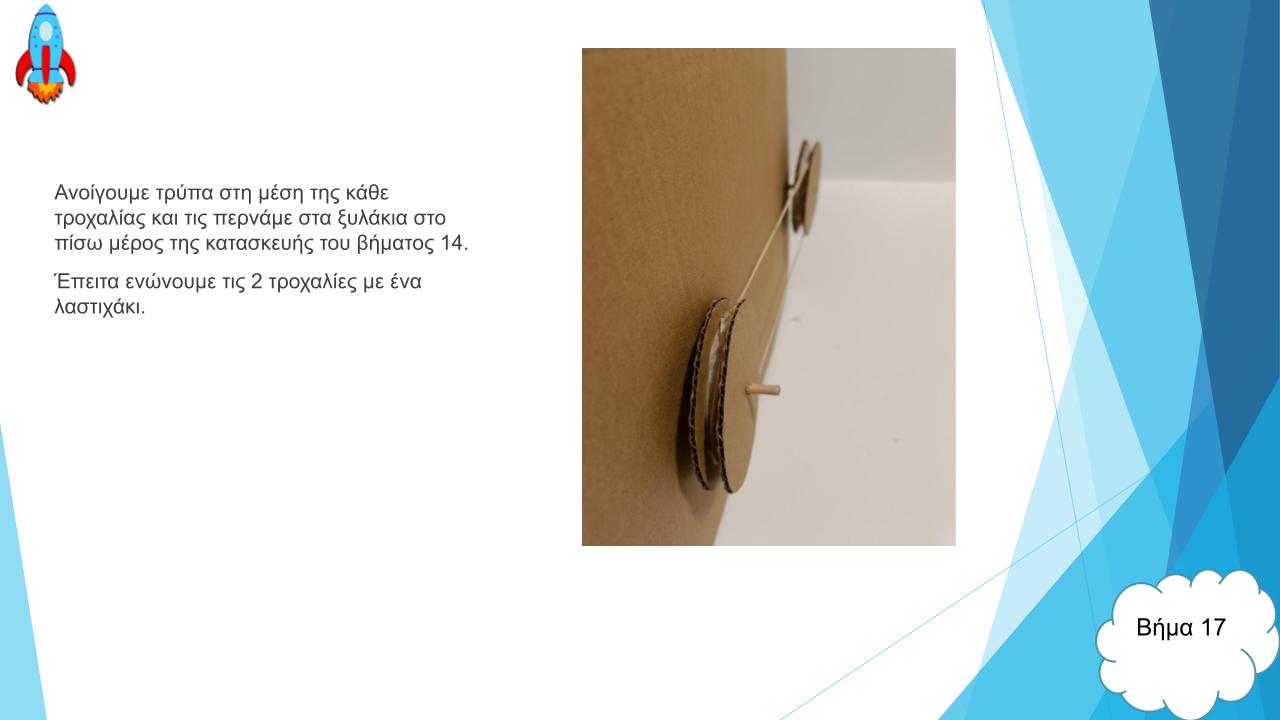 Ανοίγουμε τρύπα στη μέση της κάθε
τροχαλίας και τις περνάμε στα ξυλάκια στο
πίσω μέρος της κατασκευής του βήματος 14.
Έπειτα ενώνουμε τις 2 τροχαλίες με ένα
λαστιχάκι.
Βήμα 17